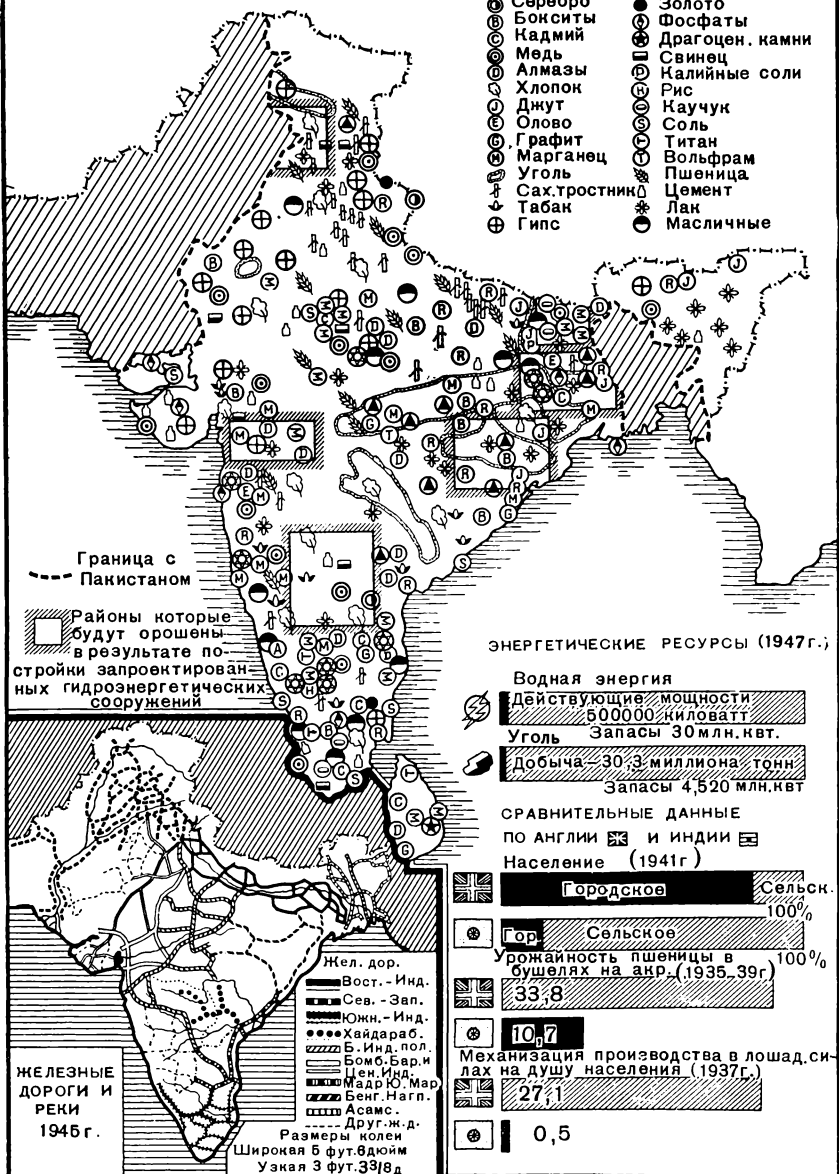 Серебро
Бокситы
Кадмий
Медь
Алмазы
Хлопок
Джут
Олово
Графит
Марганец
Уголь
Сах.тростник
Табак
Гипс
Золото
Фосфаты
Драгоцен. камни
Свинец
Калийные соли
Рис
Каучук
Соль
Титан
Вольфрам
Пшеница
Цемент
Лак
Масличные
Граница с
Пакистаном
Районы которые
будут орошены
в результате по-
стройки запроектирован-
ных гидроэнергетических
сооружений
ЭНЕРГЕТИЧЕСКИЕ РЕСУРСЫ (1947г.)
Водная энергия
Действующие мощности
500000 киловатт
Запасы 30 млн. квт.
Уголь
Добыча-30,3 миллиона тонн
Запасы 4,520 млн.квт
СРАВНИТЕЛЬНЫЕ ДАННЫЕ
ПО АНГЛИИ И ИНДИИ
Население (1941г)
Городское Сельск.
100%
Гор. Сельское
100%
Урожайность пшеницы в
бушелях на акр. (1935-39г)
33,8
10,7
Механизация производства в лошад.си-
лах на душу населения (1937г.)
27,1
0,5
ЖЕЛЕЗНЫЕ
ДОРОГИ И
РЕКИ
1945г.
Жел. дор.
Вост.-Инд.
Сев.-Зап.
Южн.-Инд.
Хайдараб.
Б.Инд.пол.
Бомб.Бар.и
Цен.Инд.
Мадр.Ю.Мар.
Бенг.Нагп.
Асамс.
Друг.ж.д.
Размеры колеи
Широкая 5 фут.6дюйм
Узкая 3 фут.33/8д